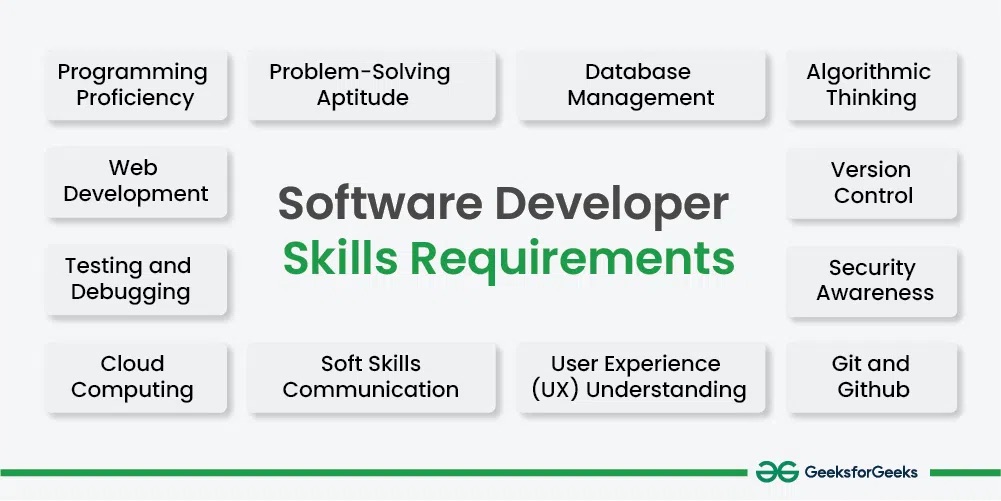 Programming
Proficiency
Problem-Solving
Aptitude
Database
Management
Algorithmic
Thinking
Web
Development
Software Developer
Skills Requirements
Version
Control
Testing and
Debugging
Security
Awareness
Cloud
Computing
Soft Skills
Communication
User Experience
(UX) Understanding
Git and
Github
GeeksforGeeks